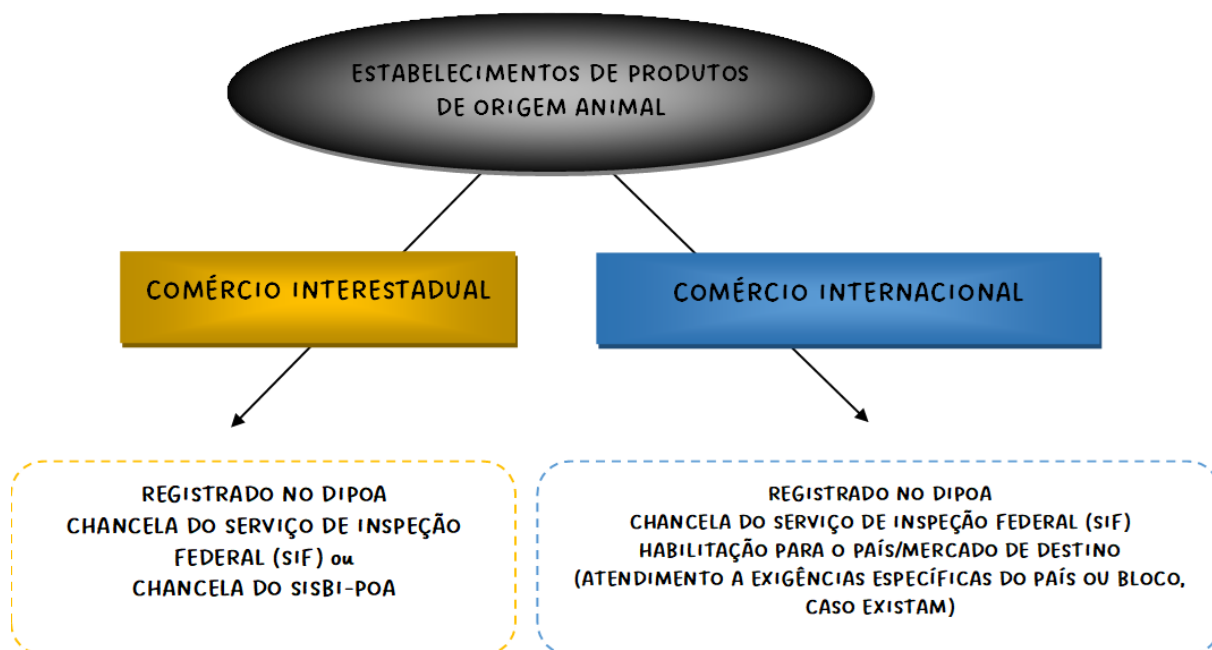 ESTABELECIMENTOS DE PRODUTOS
DE ORIGEM ANIMAL
COMÉRCIO INTERESTADUAL
COMÉRCIO INTERNACIONAL
REGISTRADO NO DIPOA
CHANCELA DO SERVIÇO DE INSPEÇÃO
FEDERAL (SIF) ou
CHANCELA DO SISBI-POA
REGISTRADO NO DIPOA
CHANCELA DO SERVIÇO DE INSPEÇÃO FEDERAL (SIF)
HABILITAÇÃO PARA O PAÍS/MERCADO DE DESTINO
(ATENDIMENTO A EXIGÊNCIAS ESPECÍFICAS DO PAÍS OU BLOCO,
CASO EXISTAM)